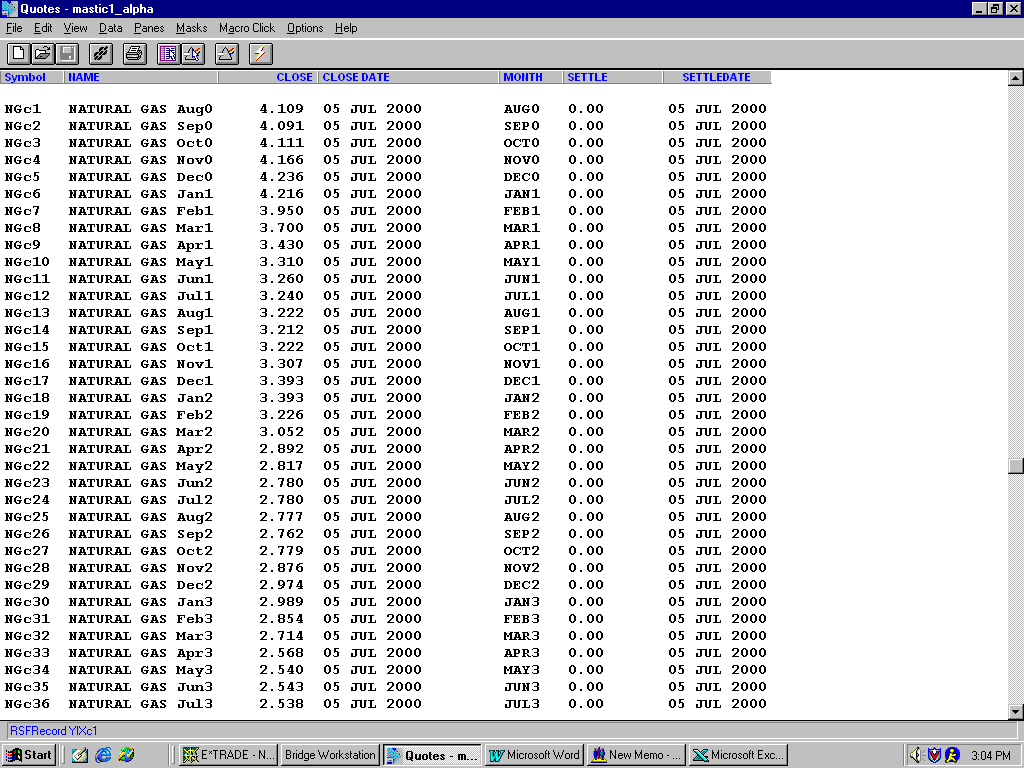 Quotes - mastic1_alpha
File Edit View Data Panes Masks Macro Click Options Help
Symbol NAME CLOSE CLOSE DATE MONTH SETTLE SETTLEDATE
NGc1 NATURAL GAS Aug0 4.109 05 JUL 2000 AUG0 0.00 05 JUL 2000
NGc2 NATURAL GAS Sep0 4.091 05 JUL 2000 SEP0 0.00 05 JUL 2000
NGc3 NATURAL GAS Oct0 4.111 05 JUL 2000 OCT0 0.00 05 JUL 2000
NGc4 NATURAL GAS Nov0 4.166 05 JUL 2000 NOV0 0.00 05 JUL 2000
NGc5 NATURAL GAS Dec0 4.236 05 JUL 2000 DEC0 0.00 05 JUL 2000
NGc6 NATURAL GAS Jan1 4.216 05 JUL 2000 JAN1 0.00 05 JUL 2000
NGc7 NATURAL GAS Feb1 3.950 05 JUL 2000 FEB1 0.00 05 JUL 2000
NGc8 NATURAL GAS Mar1 3.700 05 JUL 2000 MAR1 0.00 05 JUL 2000
NGc9 NATURAL GAS Apr1 3.430 05 JUL 2000 APR1 0.00 05 JUL 2000
NGc10 NATURAL GAS May1 3.310 05 JUL 2000 MAY1 0.00 05 JUL 2000
NGc11 NATURAL GAS Jun1 3.260 05 JUL 2000 JUN1 0.00 05 JUL 2000
NGc12 NATURAL GAS Jul1 3.240 05 JUL 2000 JUL1 0.00 05 JUL 2000
NGc13 NATURAL GAS Aug1 3.222 05 JUL 2000 AUG1 0.00 05 JUL 2000
NGc14 NATURAL GAS Sep1 3.212 05 JUL 2000 SEP1 0.00 05 JUL 2000
NGc15 NATURAL GAS Oct1 3.222 05 JUL 2000 OCT1 0.00 05 JUL 2000
NGc16 NATURAL GAS Nov1 3.307 05 JUL 2000 NOV1 0.00 05 JUL 2000
NGc17 NATURAL GAS Dec1 3.393 05 JUL 2000 DEC1 0.00 05 JUL 2000
NGc18 NATURAL GAS Jan2 3.393 05 JUL 2000 JAN2 0.00 05 JUL 2000
NGc19 NATURAL GAS Feb2 3.226 05 JUL 2000 FEB2 0.00 05 JUL 2000
NGc20 NATURAL GAS Mar2 3.052 05 JUL 2000 MAR2 0.00 05 JUL 2000
NGc21 NATURAL GAS Apr2 2.892 05 JUL 2000 APR2 0.00 05 JUL 2000
NGc22 NATURAL GAS May2 2.817 05 JUL 2000 MAY2 0.00 05 JUL 2000
NGc23 NATURAL GAS Jun2 2.780 05 JUL 2000 JUN2 0.00 05 JUL 2000
NGc24 NATURAL GAS Jul2 2.780 05 JUL 2000 JUL2 0.00 05 JUL 2000
NGc25 NATURAL GAS Aug2 2.777 05 JUL 2000 AUG2 0.00 05 JUL 2000
NGc26 NATURAL GAS Sep2 2.762 05 JUL 2000 SEP2 0.00 05 JUL 2000
NGc27 NATURAL GAS Oct2 2.779 05 JUL 2000 OCT2 0.00 05 JUL 2000
NGc28 NATURAL GAS Nov2 2.876 05 JUL 2000 NOV2 0.00 05 JUL 2000
NGc29 NATURAL GAS Dec2 2.974 05 JUL 2000 DEC2 0.00 05 JUL 2000
NGc30 NATURAL GAS Jan3 2.989 05 JUL 2000 JAN3 0.00 05 JUL 2000
NGc31 NATURAL GAS Feb3 2.854 05 JUL 2000 FEB3 0.00 05 JUL 2000
NGc32 NATURAL GAS Mar3 2.714 05 JUL 2000 MAR3 0.00 05 JUL 2000
NGc33 NATURAL GAS Apr3 2.568 05 JUL 2000 APR3 0.00 05 JUL 2000
NGc34 NATURAL GAS May3 2.540 05 JUL 2000 MAY3 0.00 05 JUL 2000
NGc35 NATURAL GAS Jun3 2.543 05 JUL 2000 JUN3 0.00 05 JUL 2000
NGc36 NATURAL GAS Jul3 2.538 05 JUL 2000 JUL3 0.00 05 JUL 2000
RSFRecord YIXc1
Start E*TRADE - N... Bridge Workstation Quotes - m... Microsoft Word New Memo - ... Microsoft Exc... 3:04 PM